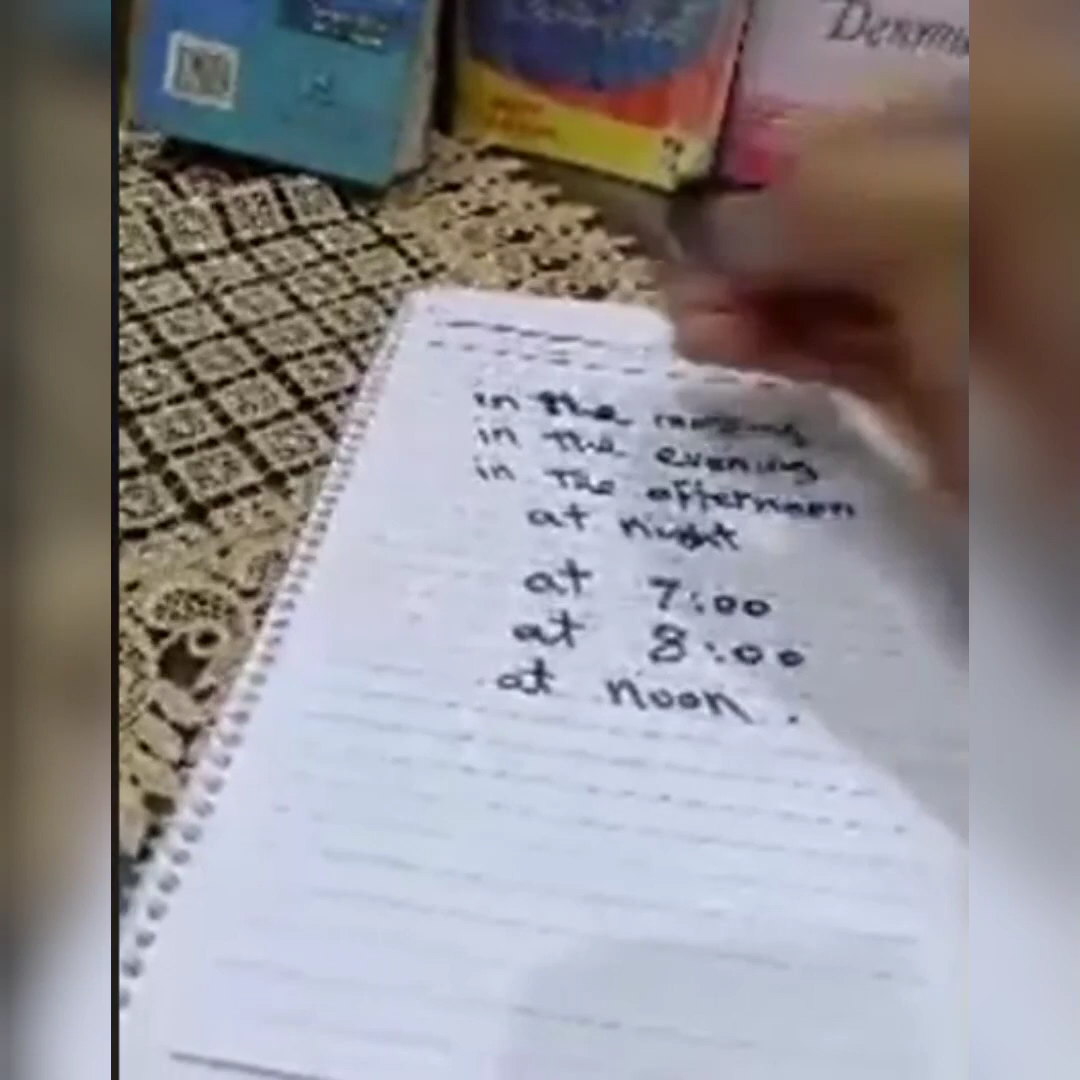 Denmu
in the morning
in the evening
in the afternoon
at night
at 7:00
at 8:00
at noon.